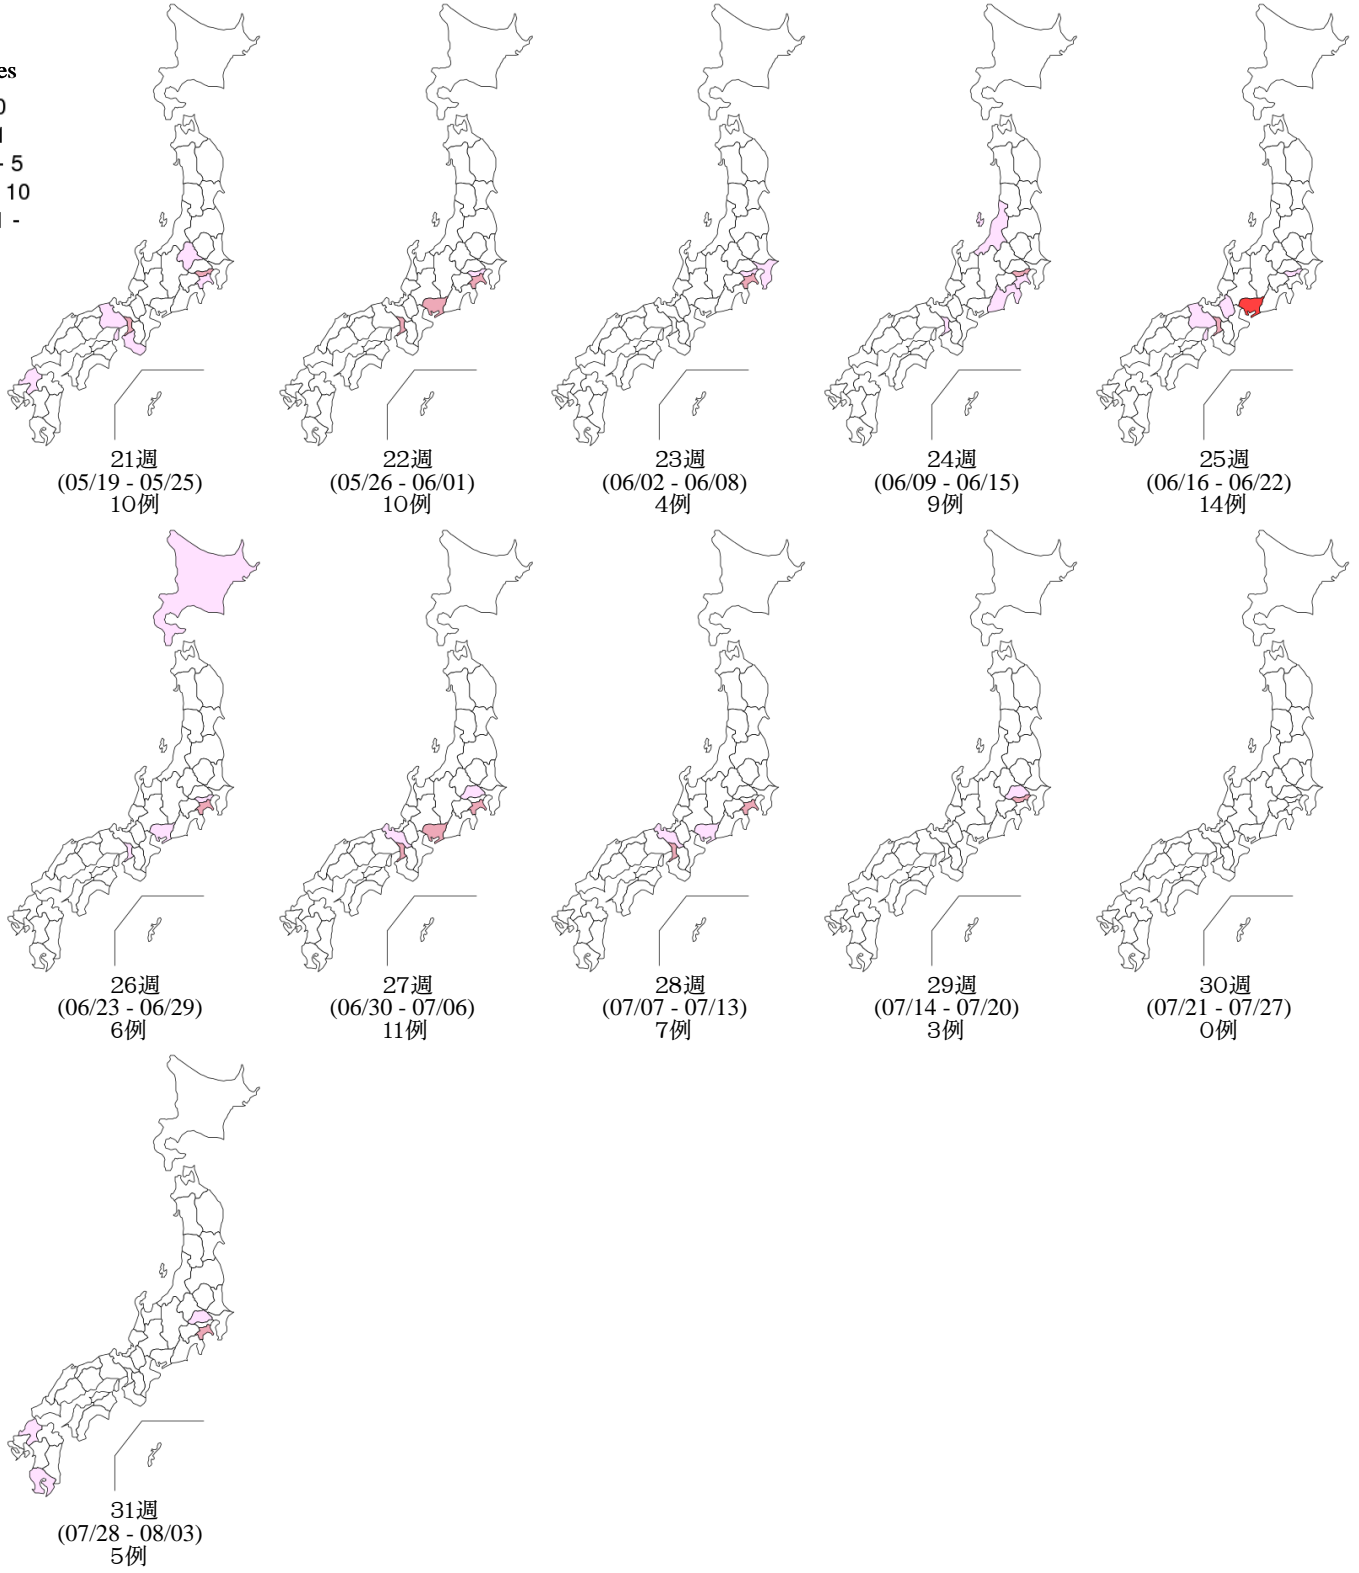 es
0
1
- 5
10
-
21週
(05/19 - 05/25)
10例
22週
(05/26 - 06/01)
10例
23週
(06/02 - 06/08)
4例
24週
(06/09 - 06/15)
9例
25週
(06/16 - 06/22)
14例
26週
(06/23 - 06/29)
6例
27週
(06/30 - 07/06)
11例
28週
(07/07 - 07/13)
7例
29週
(07/14 - 07/20)
3例
30週
(07/21 - 07/27)
0例
31週
(07/28 - 08/03)
5例